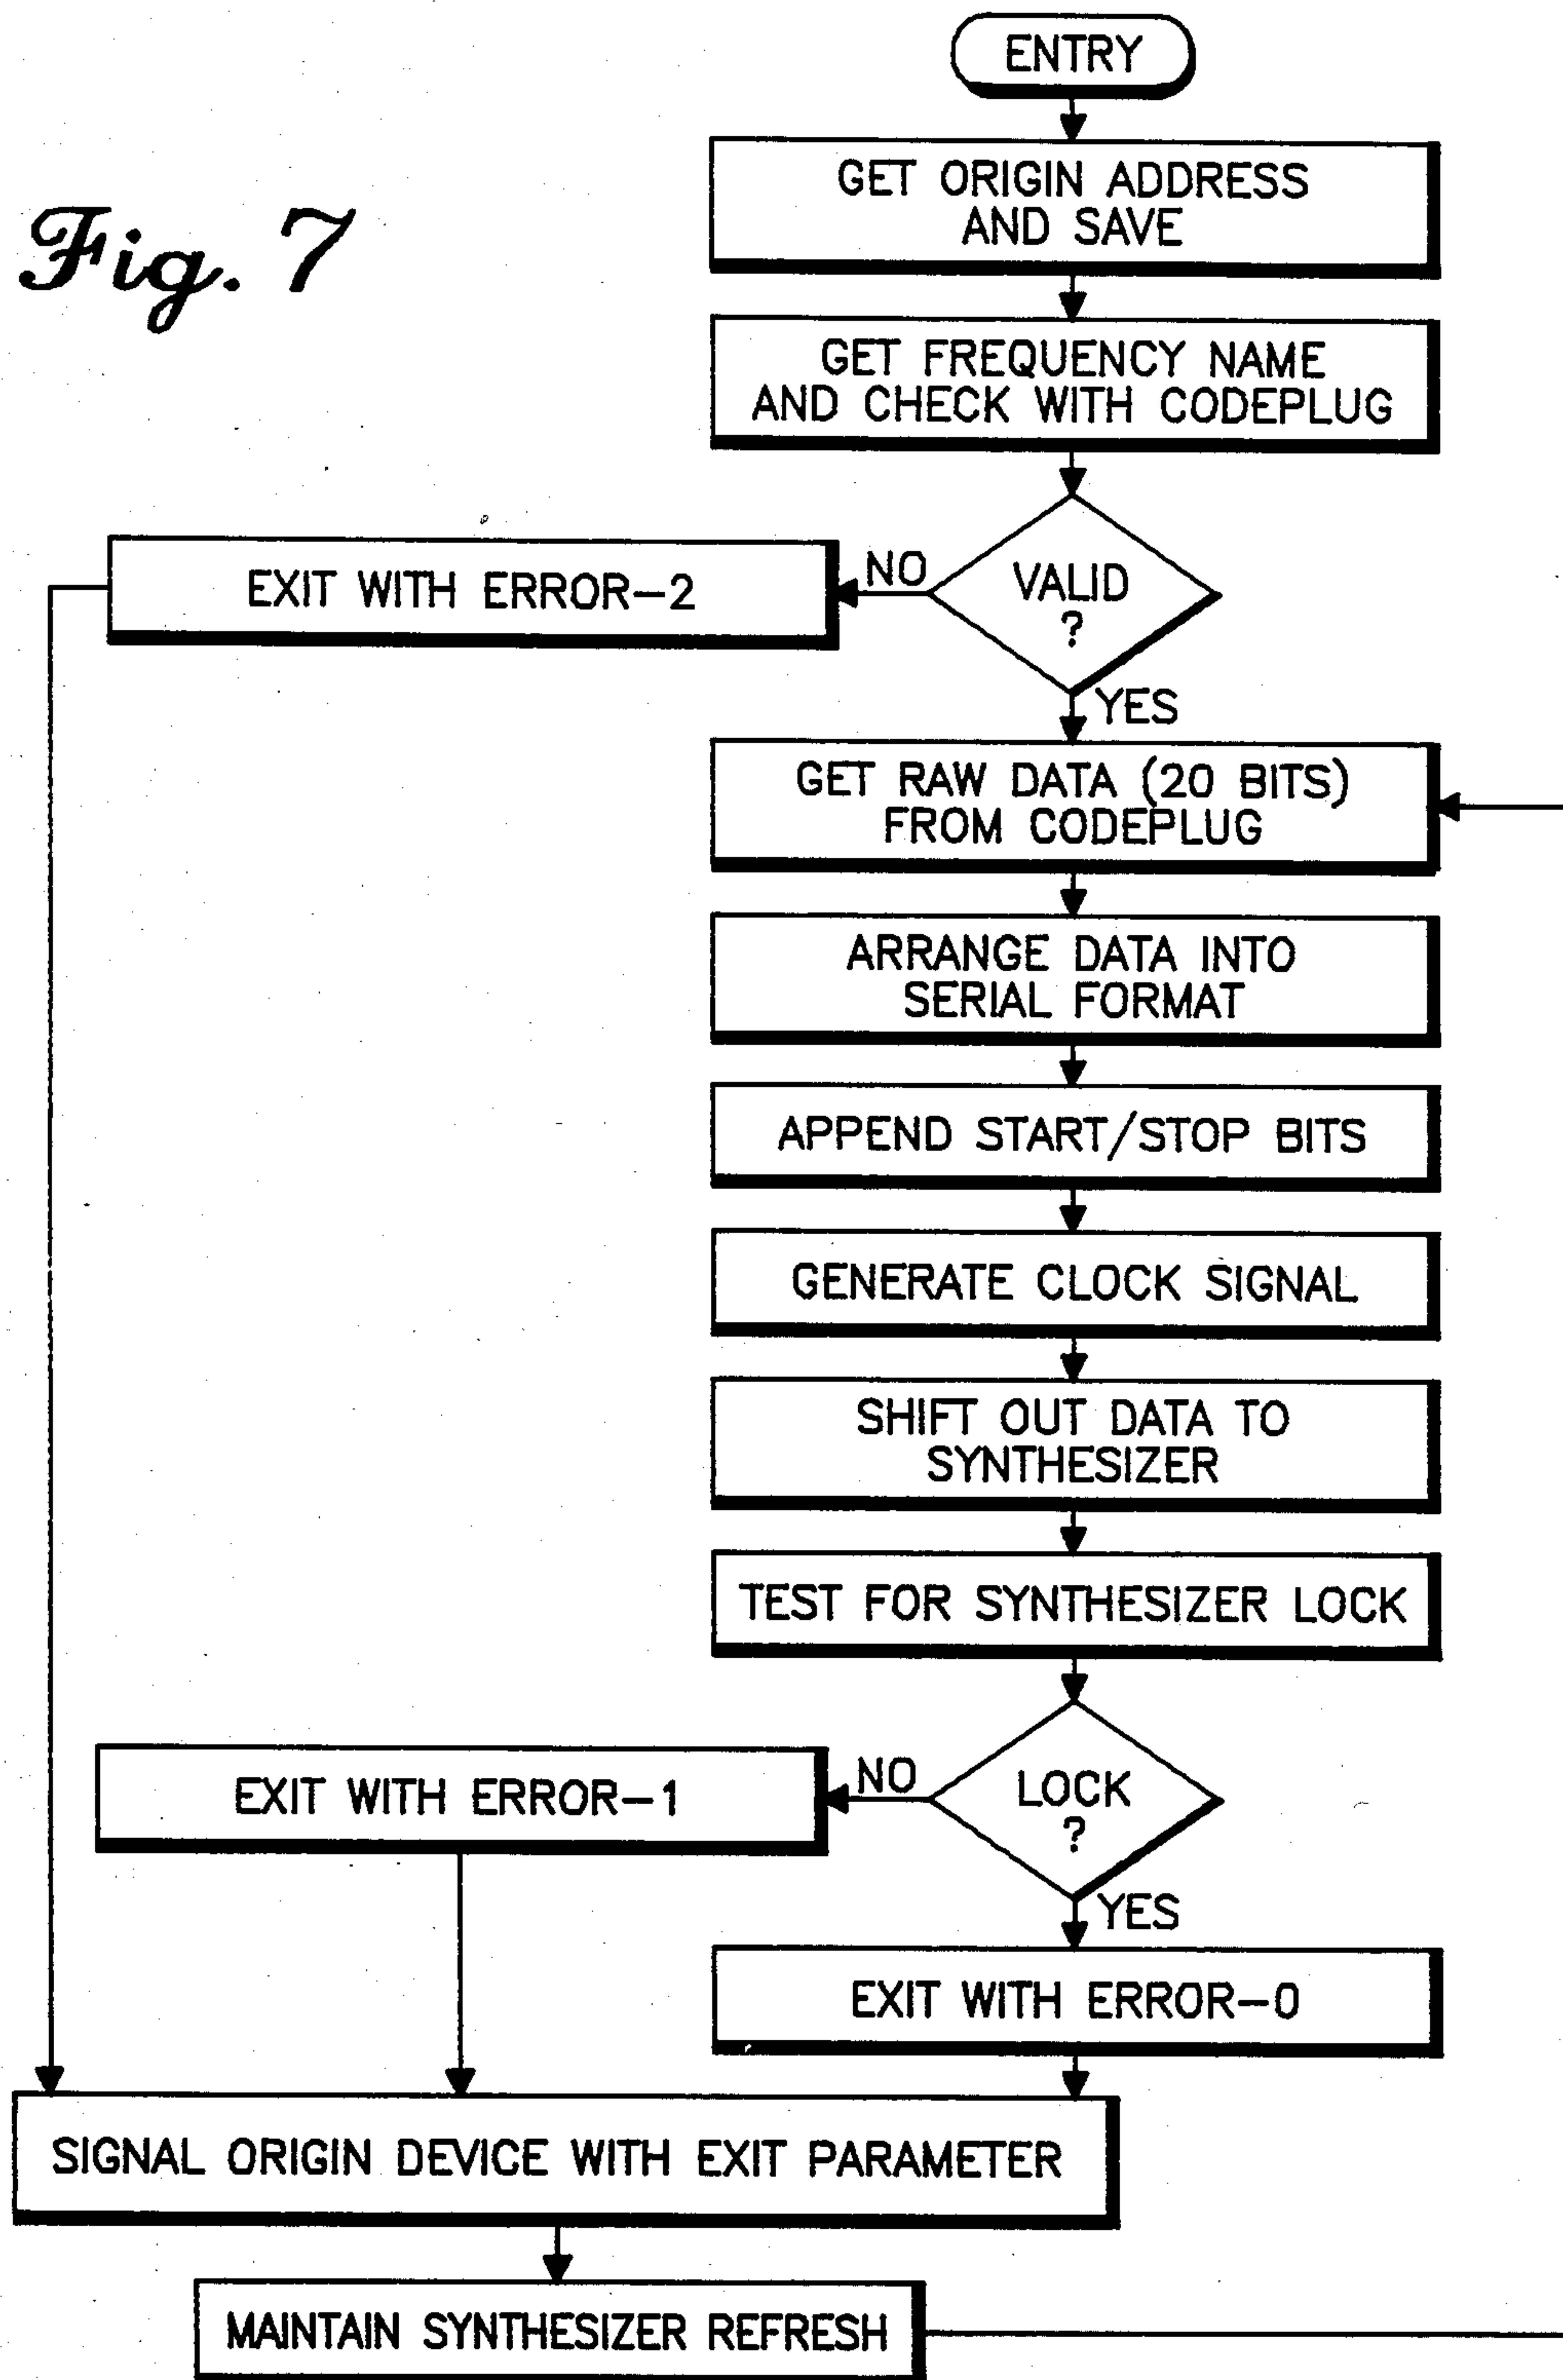 ENTRY
GET ORIGIN ADDRESS
AND SAVE
Fig. 7
GET FREQUENCY NAME
AND CHECK WITH CODEPLUG
EXIT WITH ERROR-2
NO
VALID
?
YES
GET RAW DATA (20 BITS)
FROM CODEPLUG
ARRANGE DATA INTO
SERIAL FORMAT
APPEND START/STOP BITS
GENERATE CLOCK SIGNAL
SHIFT OUT DATA TO
SYNTHESIZER
TEST FOR SYNTHESIZER LOCK
EXIT WITH ERROR-1
NO
LOCK
?
YES
EXIT WITH ERROR-0
SIGNAL ORIGIN DEVICE WITH EXIT PARAMETER
MAINTAIN SYNTHESIZER REFRESH